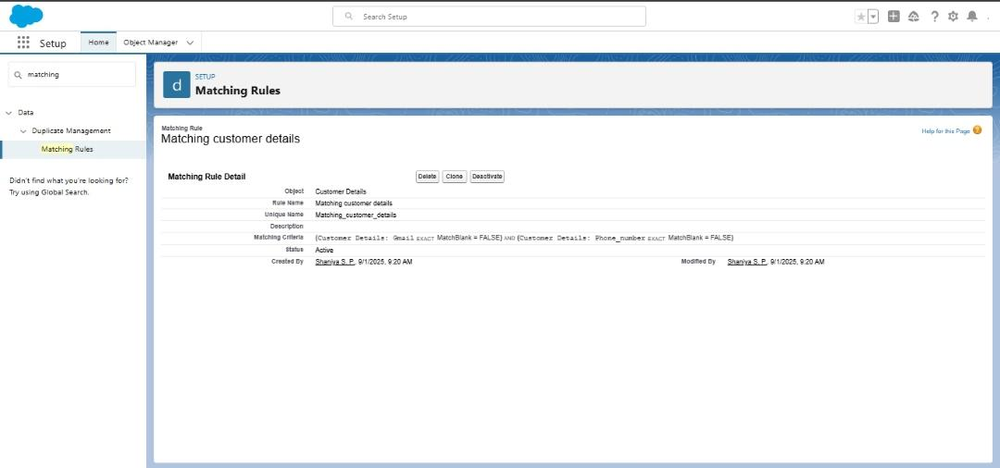 Search Setup
Setup
Home
Object Manager
matching
Data
Duplicate Management
Matching Rules
Didn't find what you're looking for?
Try using Global Search.
d
SETUP
Matching Rules
Matching Rule
Matching customer details
Help for this Page ?
Matching Rule Detail
Delete Clone Deactivate
Object Customer Details
Rule Name Matching customer details
Unique Name Matching_customer_details
Description
Matching Criteria (Customer Details: Gmail EXACT MatchBlank = FALSE) AND (Customer Details: Phone_number EXACT MatchBlank = FALSE)
Status Active
Created By Shaniya S. P., 9/1/2025, 9:20 AM Modified By Shaniya S. P., 9/1/2025, 9:20 AM